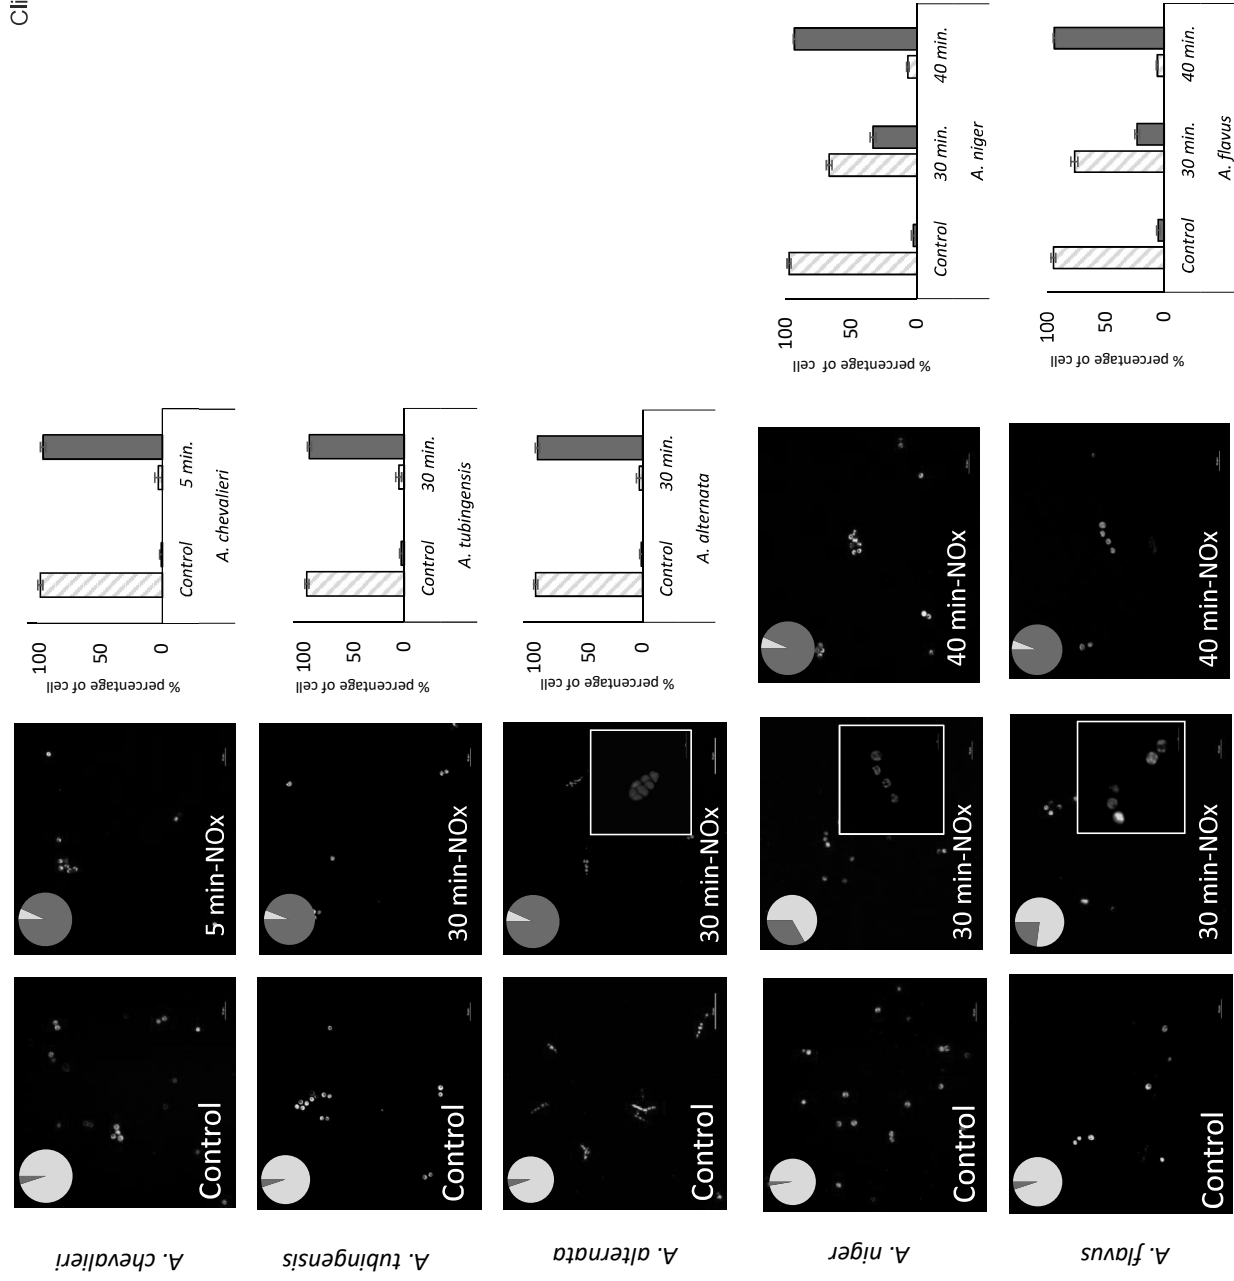 Cli
A. chevalieri
Control
5 min-NOx
% percentage of cell
100
50
0
Control
5 min.
A. chevalieri
A. tubingensis
Control
30 min-NOx
% percentage of cell
100
50
0
Control
30 min.
A. tubingensis
A. alternata
Control
30 min-NOx
% percentage of cell
100
50
0
Control
30 min.
A. alternata
A. niger
Control
30 min-NOx
40 min-NOx
% percentage of cell
100
50
0
Control
30 min.
40 min.
A. niger
A. flavus
Control
30 min-NOx
40 min-NOx
% percentage of cell
100
50
0
Control
30 min.
40 min.
A. flavus